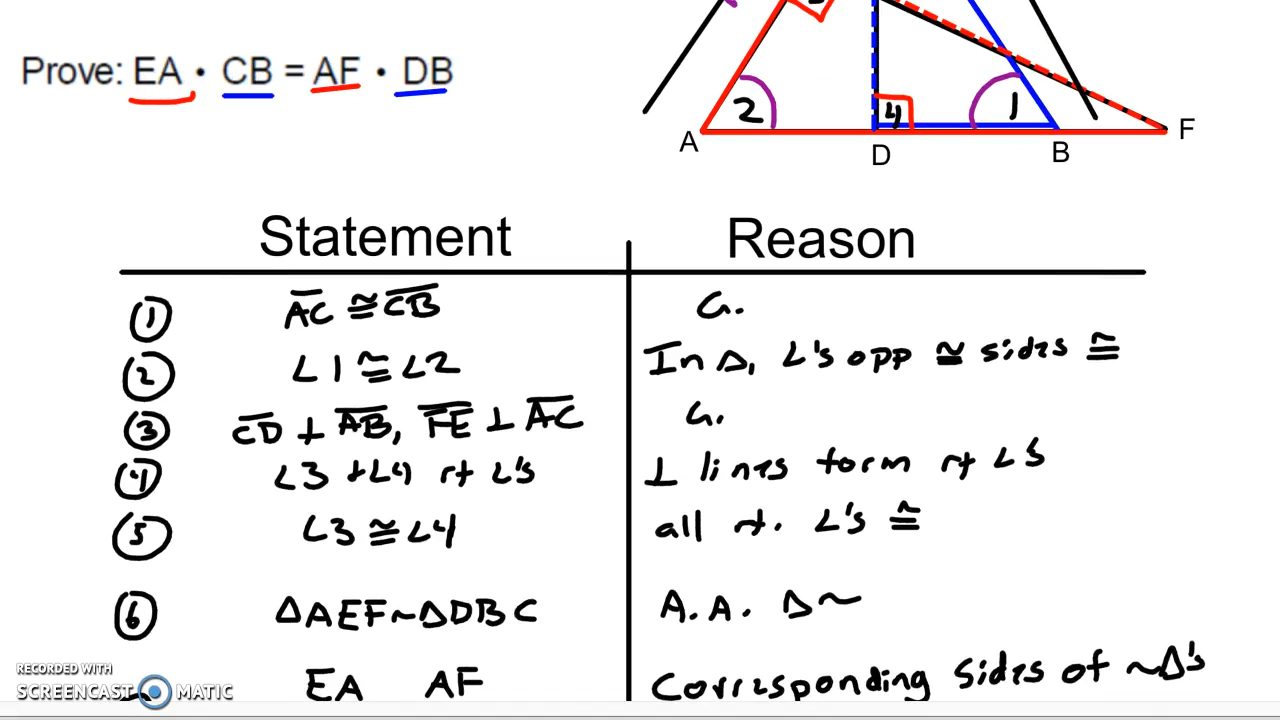 Prove: EA • CB = AF • DB
2
4
1
A
D
B
F
Statement Reason
① AC ≅ CB G.
② ∠1 ≅ ∠2 In Δ, ∠'s opp ≅ sides ≅
③ CD ⊥ AB, FE ⊥ AC G.
④ ∠3 + ∠4 rt ∠'s ⊥ lines form rt ∠s
⑤ ∠3 ≅ ∠4 all rt. ∠'s ≅
⑥ ΔAEF ~ ΔDBC A.A. Δ ~
EA AF Corresponding sides of ~Δ's
RECORDED WITH
SCREENCAST MATIC